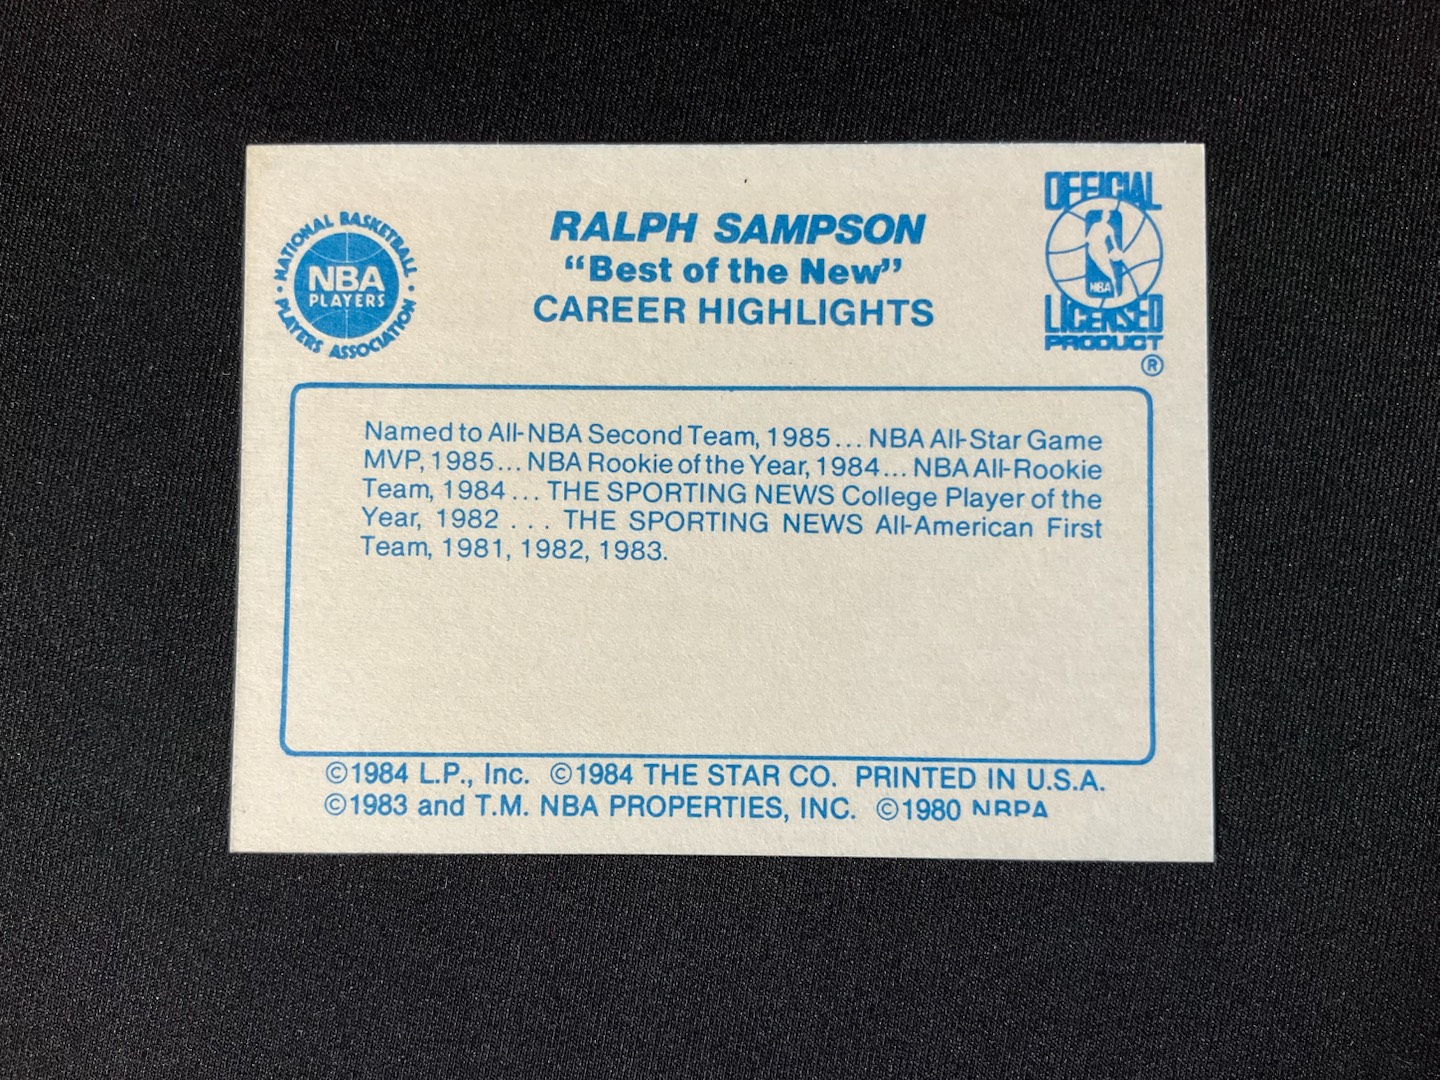 NATIONAL BASKETBALL
NBA
PLAYERS
PLAYERS ASSOCIATION
RALPH SAMPSON
"Best of the New"
CAREER HIGHLIGHTS
OFFICIAL
NBA
LICENSED
PRODUCT
®
Named to All-NBA Second Team, 1985... NBA All-Star Game
MVP, 1985... NBA Rookie of the Year, 1984... NBA All-Rookie
Team, 1984 ... THE SPORTING NEWS College Player of the
Year, 1982 ... THE SPORTING NEWS All-American First
Team, 1981, 1982, 1983.
©1984 L.P., Inc. ©1984 THE STAR CO. PRINTED IN U.S.A.
©1983 and T.M. NBA PROPERTIES, INC. ©1980